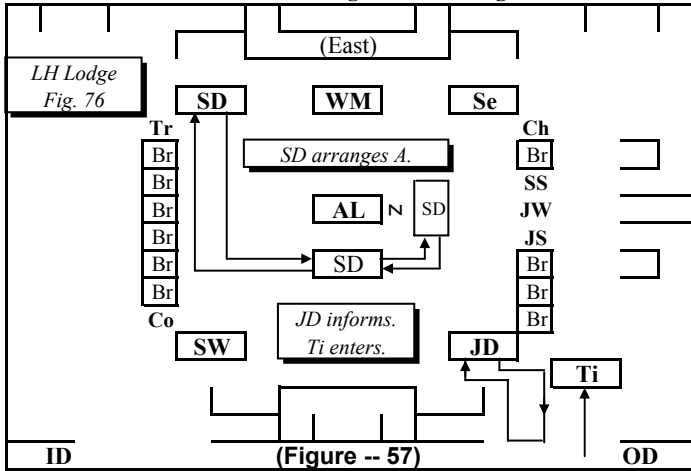 (East)
LH Lodge
Fig. 76
SD
WM
Se
Tr
Ch
Br
SD arranges A.
Br
Br
SS
Br
AL
Z
SD
JW
Br
JS
Br
SD
Br
Br
Br
Co
JD informs.
Ti enters.
Br
SW
JD
Ti
ID
(Figure -- 57)
OD